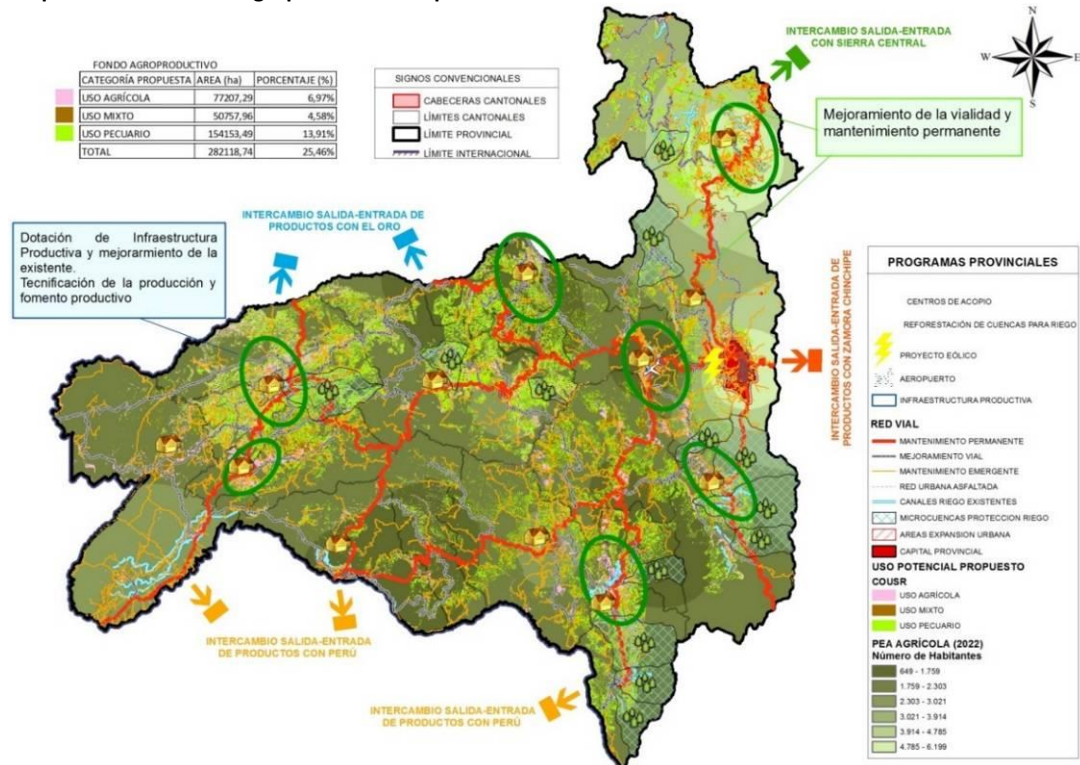 INTERCAMBIO SALIDA-ENTRADA
CON SIERRA CENTRAL
N
W
E
S
FONDO AGROPRODUCTIVO
CATEGORÍA PROPUESTA AREA (ha) PORCENTAJE (%)
USO AGRÍCOLA 77207,29 6,97%
USO MIXTO 50757,96 4,58%
USO PECUARIO 154153,49 13,91%
TOTAL 282118,74 25,46%
SIGNOS CONVENCIONALES
CABECERAS CANTONALES
LÍMITES CANTONALES
LÍMITE PROVINCIAL
LÍMITE INTERNACIONAL
Mejoramiento de la vialidad y
mantenimiento permanente
INTERCAMBIO SALIDA-ENTRADA DE
PRODUCTOS CON EL ORO
Dotación de Infraestructura
Productiva y mejorarmiento de la
existente.
Tecnificación de la producción y
fomento productivo
INTERCAMBIO SALIDA-ENTRADA DE
PRODUCTOS CON ZAMORA CHINCHIPE
PROGRAMAS PROVINCIALES
CENTROS DE ACOPIO
REFORESTACIÓN DE CUENCAS PARA RIEGO
PROYECTO EÓLICO
AEROPUERTO
INFRAESTRUCTURA PRODUCTIVA
RED VIAL
MANTENIMIENTO PERMANENTE
MEJORAMIENTO VIAL
MANTENIMIENTO EMERGENTE
RED URBANA ASFALTADA
CANALES RIEGO EXISTENTES
MICROCUENCAS PROTECCION RIEGO
AREAS EXPANSION URBANA
CAPITAL PROVINCIAL
USO POTENCIAL PROPUESTO
COUSR
USO AGRÍCOLA
USO MIXTO
USO PECUARIO
PEA AGRÍCOLA (2022)
Número de Habitantes
649 - 1.759
1.759 - 2.303
2.303 - 3.021
3.021 - 3.914
3.914 - 4.785
4.785 - 6.199
INTERCAMBIO SALIDA-ENTRADA
DE PRODUCTOS CON PERÚ
INTERCAMBIO SALIDA-ENTRADA
DE PRODUCTOS CON PERÚ